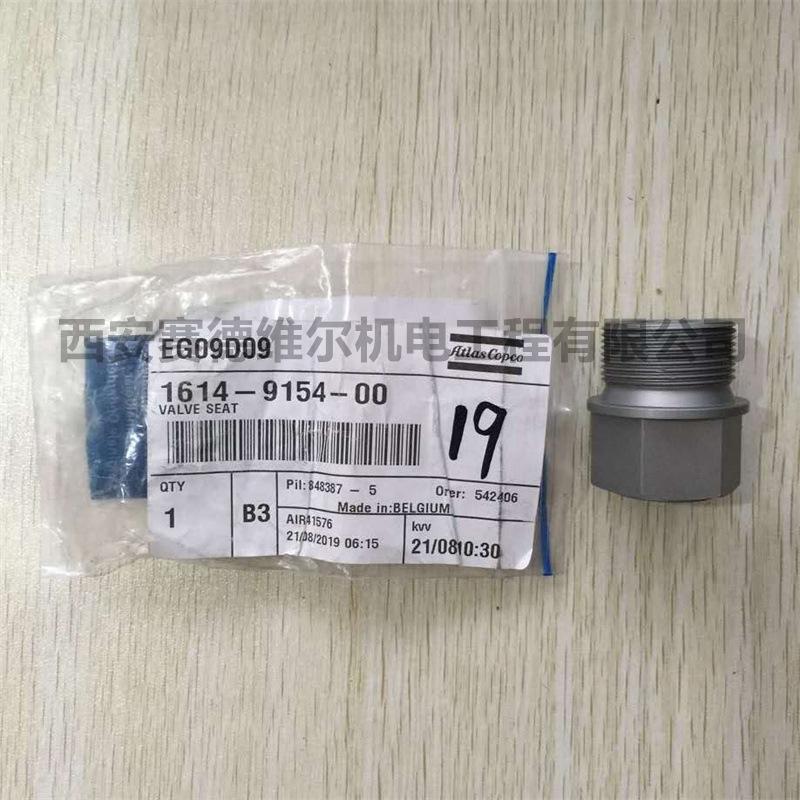 西安赛德维尔机电工程有限公司
EG09D09
Atlas Copco
1614-9154-00
VALVE SEAT
19
QTY
1
B3
Pil: 848387 - 5
Orer: 542406
Made in:BELGIUM
AIR41576
21/08/2019 06:15
kvv
21/0810:30